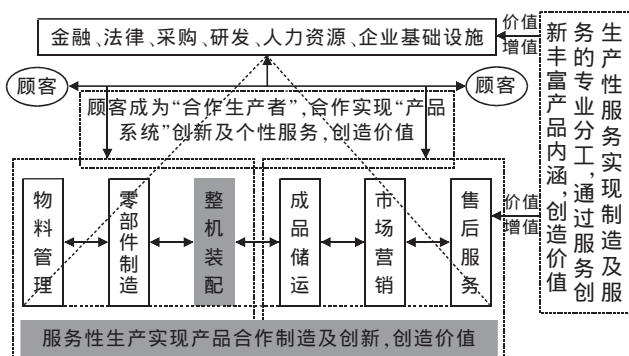 金融、法律、采购、研发、人力资源、企业基础设施
价值
增值
顾客
顾客
顾客成为“合作生产者”,合作实现“产品
系统”创新及个性服务,创造价值
物料管理
零部件制造
整机装配
成品储运
市场营销
售后服务
价值
增值
服务性生产实现产品合作制造及创新,创造价值
生产性服务实现制造及服
务的专业分工,通过服务创
新丰富产品内涵,创造价值